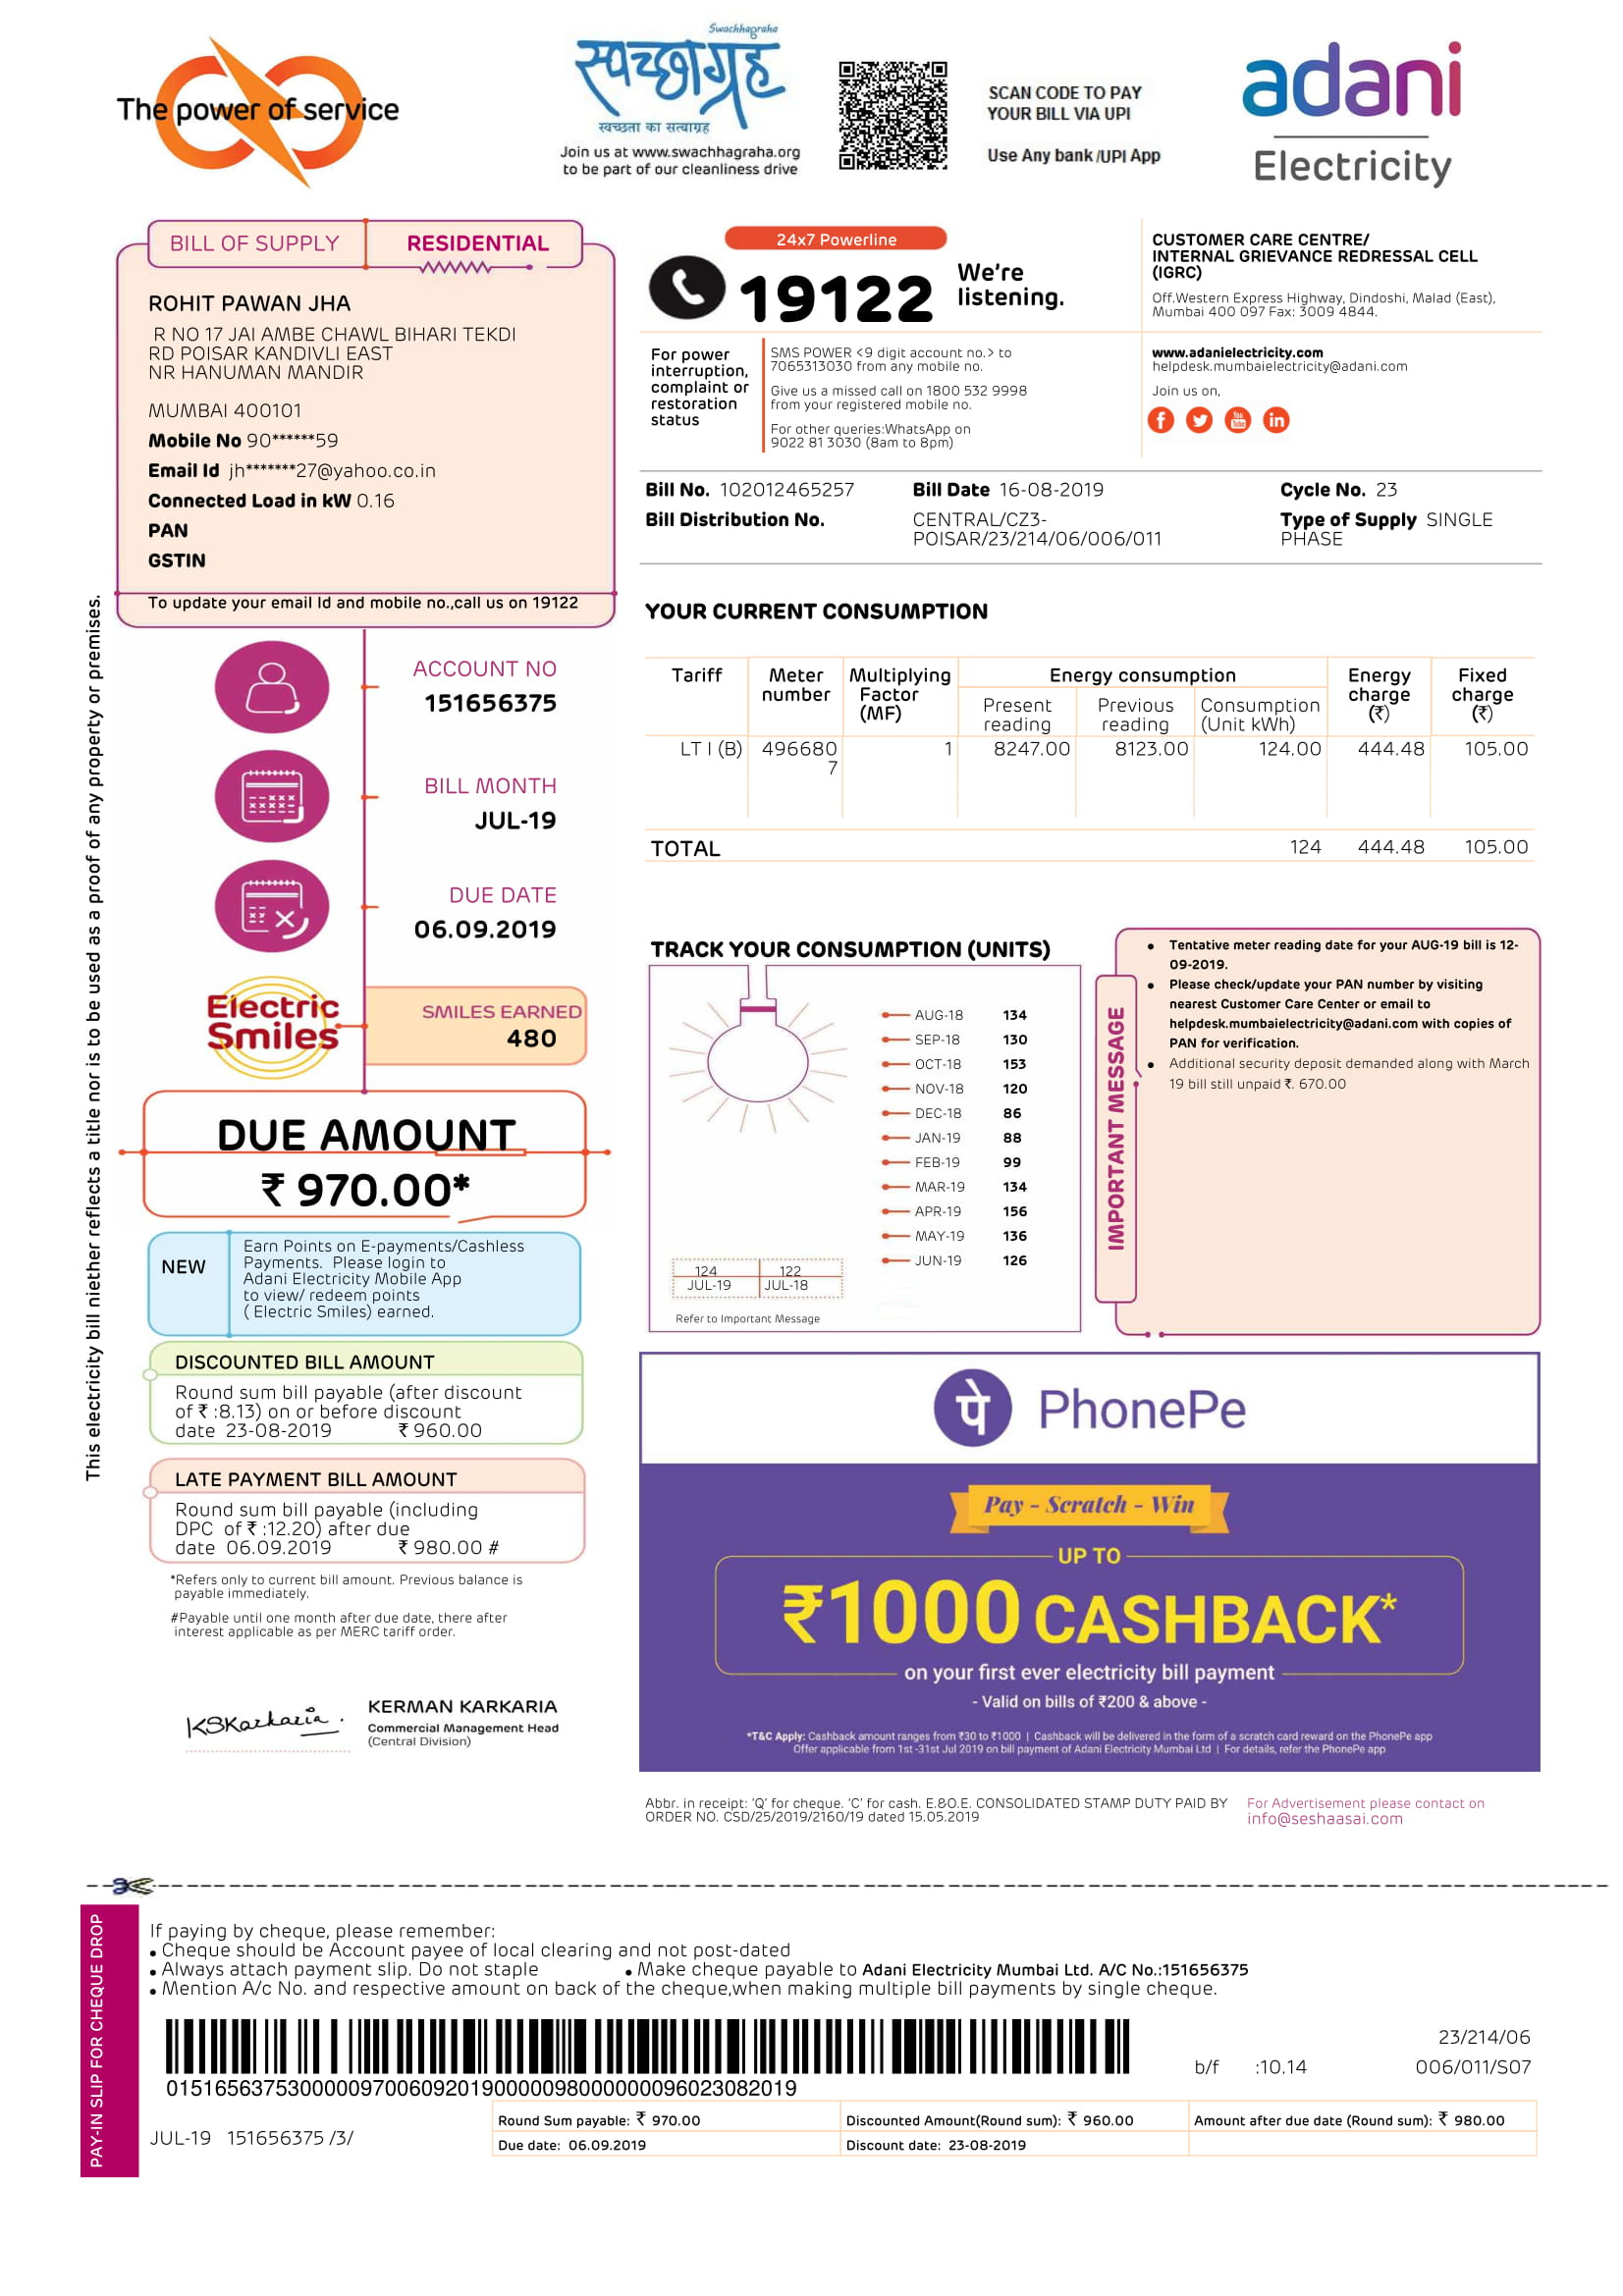 The power of service
Swachhagraha
स्वच्छाग्रह
स्वच्छता का सत्याग्रह
Join us at www.swachhagraha.org
to be part of our cleanliness drive
SCAN CODE TO PAY
YOUR BILL VIA UPI
Use Any bank /UPI App
adani
Electricity
BILL OF SUPPLY RESIDENTIAL
ROHIT PAWAN JHA
R NO 17 JAI AMBE CHAWL BIHARI TEKDI
RD POISAR KANDIVLI EAST
NR HANUMAN MANDIR
MUMBAI 400101
Mobile No 90******59
Email Id jh*******27@yahoo.co.in
Connected Load in kW 0.16
PAN
GSTIN
To update your email Id and mobile no.,call us on 19122
24x7 Powerline
19122
We're
listening.
CUSTOMER CARE CENTRE/
INTERNAL GRIEVANCE REDRESSAL CELL
(IGRC)
Off.Western Express Highway, Dindoshi, Malad (East),
Mumbai 400 097 Fax: 3009 4844.
For power
interruption,
complaint or
restoration
status
SMS POWER <9 digit account no.> to
7065313030 from any mobile no.
Give us a missed call on 1800 532 9998
from your registered mobile no.
For other queries:WhatsApp on
9022 81 3030 (8am to 8pm)
www.adanielectricity.com
helpdesk.mumbaielectricity@adani.com
Join us on,
f You Tube in
Bill No. 102012465257 Bill Date 16-08-2019 Cycle No. 23
Bill Distribution No. CENTRAL/CZ3- Type of Supply SINGLE
POISAR/23/214/06/006/011 PHASE
This electricity bill niether reflects a title nor is to be used as a proof of any property or premises.
ACCOUNT NO
151656375
BILL MONTH
JUL-19
DUE DATE
06.09.2019
Electric
Smiles
SMILES EARNED
480
DUE AMOUNT
₹ 970.00*
NEW
Earn Points on E-payments/Cashless
Payments. Please login to
Adani Electricity Mobile App
to view/ redeem points
( Electric Smiles) earned.
DISCOUNTED BILL AMOUNT
Round sum bill payable (after discount
of ₹ :8.13) on or before discount
date 23-08-2019 ₹ 960.00
LATE PAYMENT BILL AMOUNT
Round sum bill payable (including
DPC of ₹ :12.20) after due
date 06.09.2019 ₹ 980.00 #
*Refers only to current bill amount. Previous balance is
payable immediately.
#Payable until one month after due date, there after
interest applicable as per MERC tariff order.
KSKarkaria.
KERMAN KARKARIA
Commercial Management Head
(Central Division)
YOUR CURRENT CONSUMPTION
Tariff Meter Multiplying Energy consumption Energy Fixed
number Factor charge charge
(MF) Present Previous Consumption (₹) (₹)
reading reading (Unit kWh)
LT I (B) 496680 1 8247.00 8123.00 124.00 444.48 105.00
7
TOTAL 124 444.48 105.00
TRACK YOUR CONSUMPTION (UNITS)
AUG-18 134
SEP-18 130
OCT-18 153
NOV-18 120
DEC-18 86
JAN-19 88
FEB-19 99
MAR-19 134
APR-19 156
MAY-19 136
JUN-19 126
124 122
JUL-19 JUL-18
Refer to Important Message
IMPORTANT MESSAGE
• Tentative meter reading date for your AUG-19 bill is 12-
09-2019.
• Please check/update your PAN number by visiting
nearest Customer Care Center or email to
helpdesk.mumbaielectricity@adani.com with copies of
PAN for verification.
• Additional security deposit demanded along with March
19 bill still unpaid ₹. 670.00
पे PhonePe
Pay - Scratch - Win
UP TO
₹1000 CASHBACK*
on your first ever electricity bill payment
- Valid on bills of ₹200 & above -
*T&C Apply: Cashback amount ranges from ₹30 to ₹1000 | Cashback will be delivered in the form of a scratch card reward on the PhonePe app
Offer applicable from 1st -31st Jul 2019 on bill payment of Adani Electricity Mumbai Ltd | For details, refer the PhonePe app
Abbr. in receipt: 'Q' for cheque. 'C' for cash. E.&O.E. CONSOLIDATED STAMP DUTY PAID BY
ORDER NO. CSD/25/2019/2160/19 dated 15.05.2019
For Advertisement please contact on
info@seshaasai.com
PAY-IN SLIP FOR CHEQUE DROP
If paying by cheque, please remember:
• Cheque should be Account payee of local clearing and not post-dated
• Always attach payment slip. Do not staple • Make cheque payable to Adani Electricity Mumbai Ltd. A/C No.:151656375
• Mention A/c No. and respective amount on back of the cheque,when making multiple bill payments by single cheque.
23/214/06
b/f :10.14 006/011/S07
015165637530000097006092019000009800000009602308​2019
Round Sum payable: ₹ 970.00 Discounted Amount(Round sum): ₹ 960.00 Amount after due date (Round sum): ₹ 980.00
JUL-19 151656375 /3/
Due date: 06.09.2019 Discount date: 23-08-2019